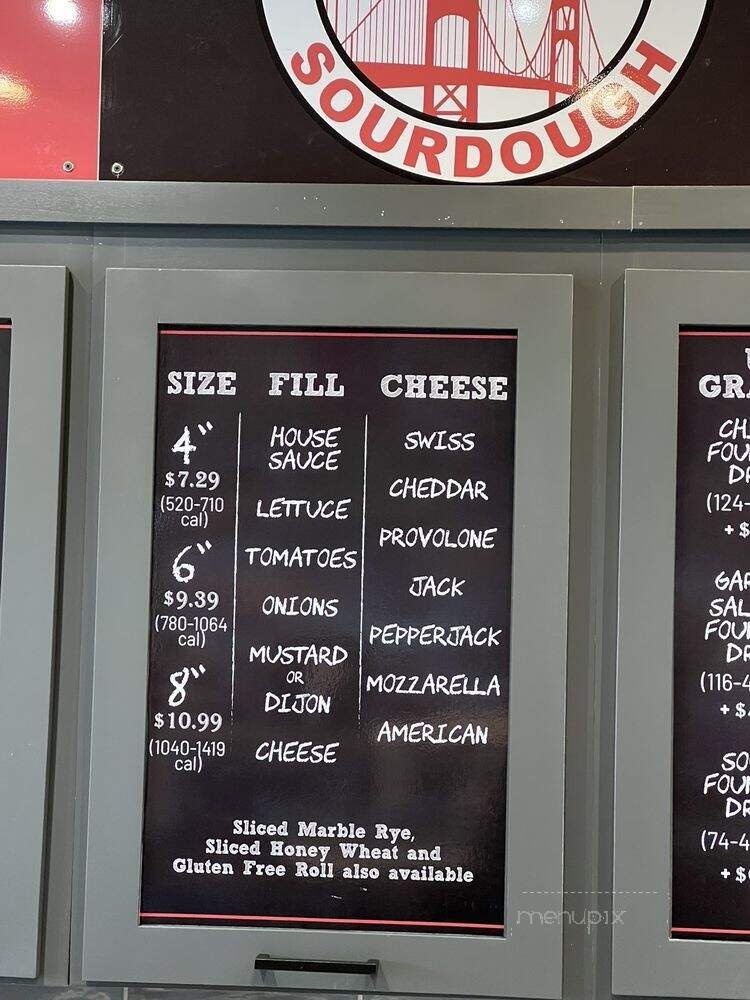 SOURDOUGH
SIZE
4"
$7.29
(520-710
cal)
6"
$9.39
(780-1064
cal)
8"
$10.99
(1040-1419
cal)
FILL
HOUSE
SAUCE
LETTUCE
TOMATOES
ONIONS
MUSTARD
OR
DIJON
CHEESE
CHEESE
SWISS
CHEDDAR
PROVOLONE
JACK
PEPPERJACK
MOZZARELLA
AMERICAN
Sliced Marble Rye,
Sliced Honey Wheat and
Gluten Free Roll also available
menupix